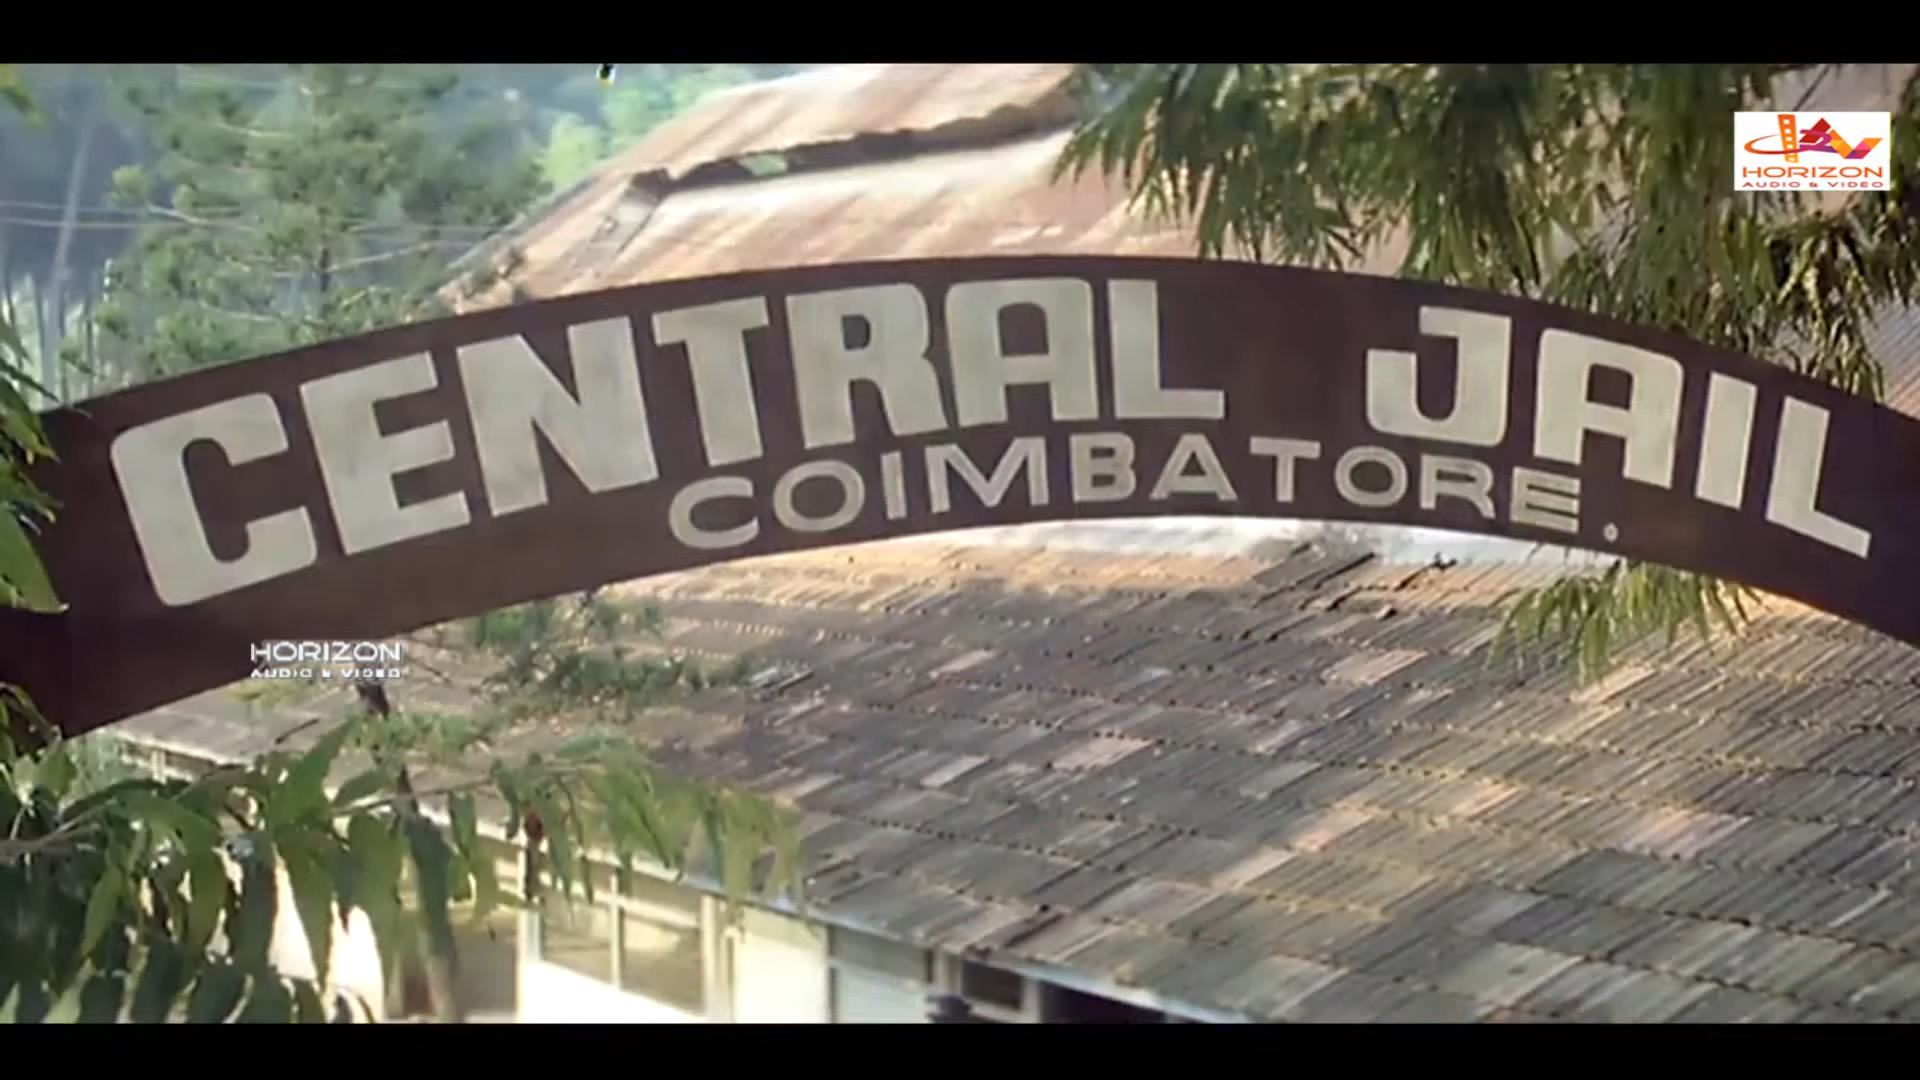 HORIZON
AUDIO & VIDEO
CENTRAL JAIL
COIMBATORE.
HORIZON
AUDIO & VIDEO